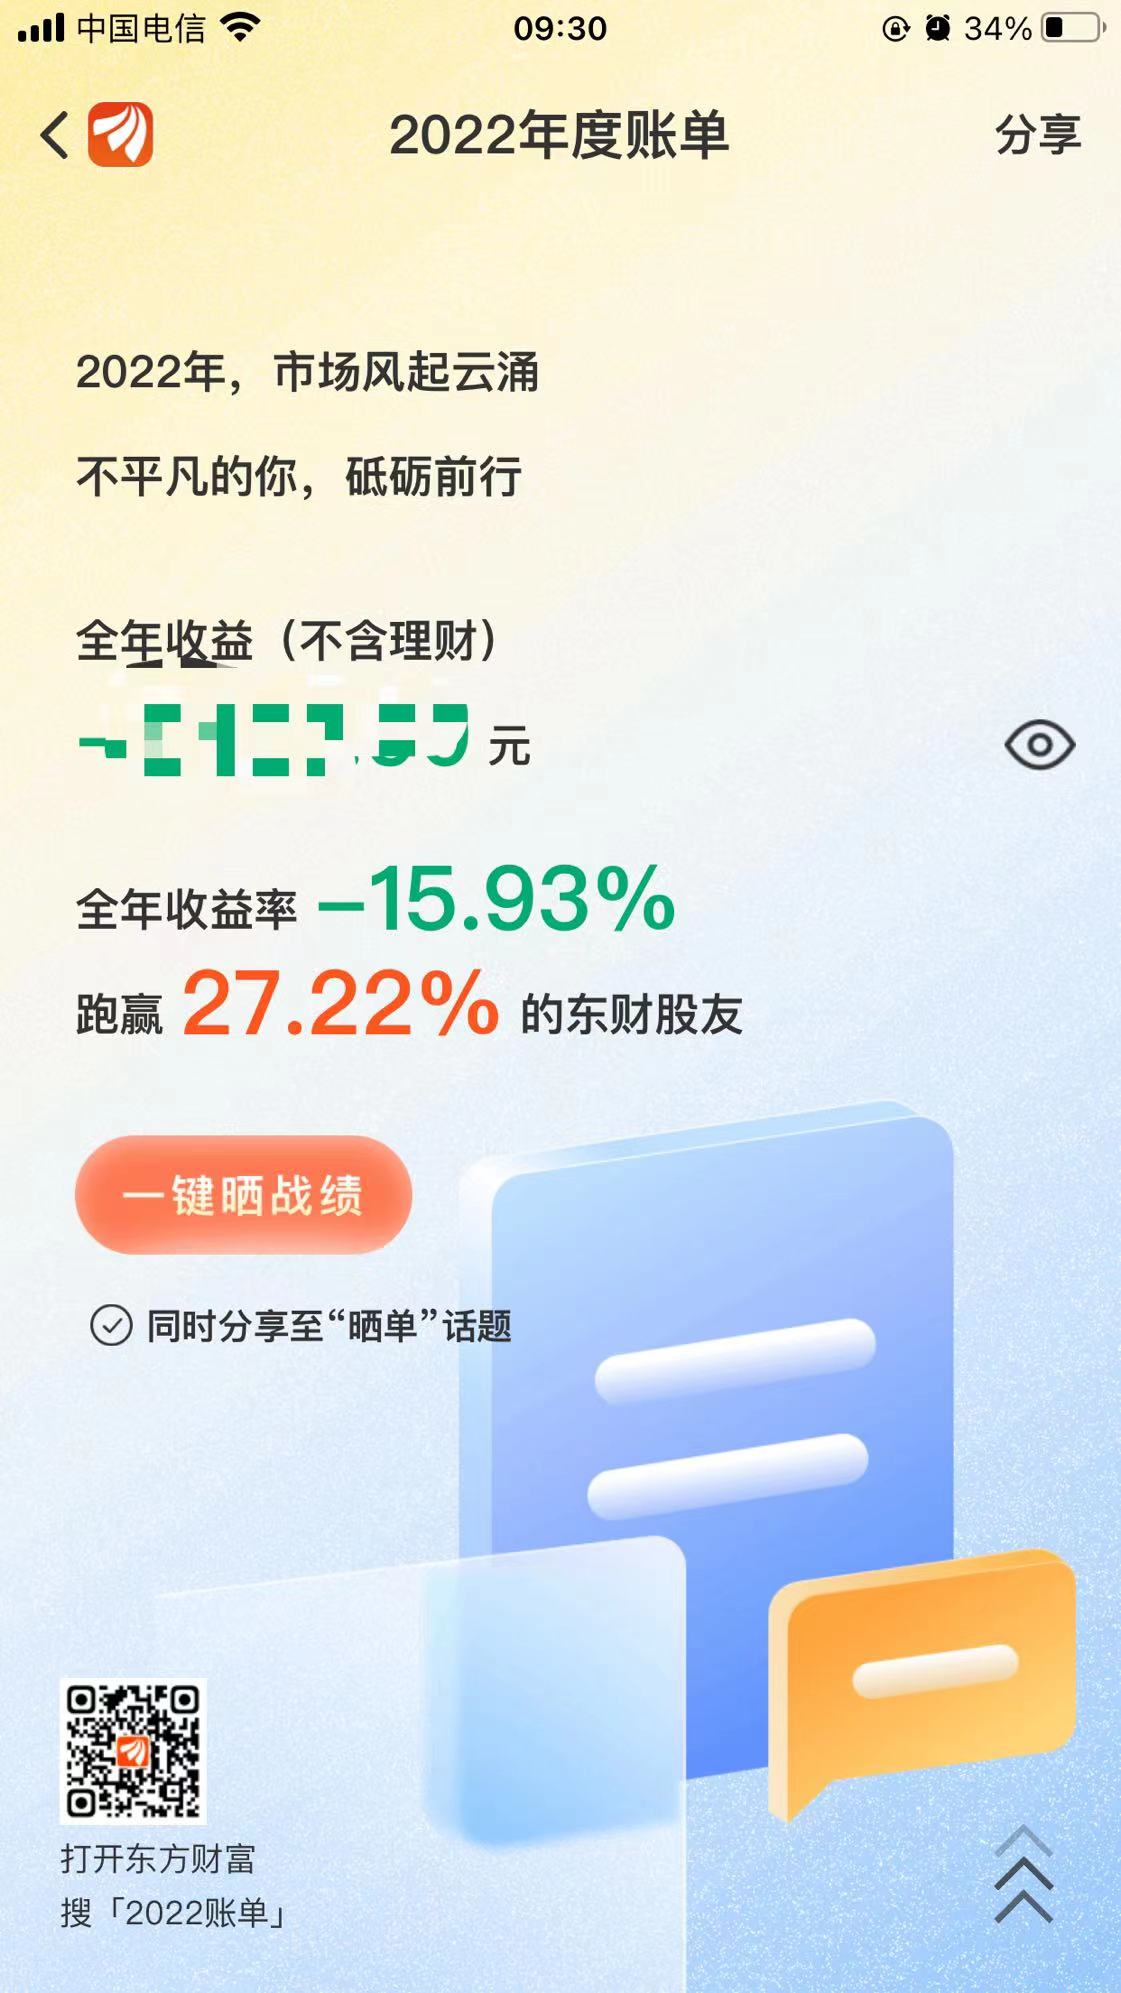 中国电信
09:30
34%
2022年度账单
分享
2022年，市场风起云涌
不平凡的你，砥砺前行
全年收益（不含理财）
元
全年收益率 -15.93%
跑赢 27.22% 的东财股友
一键晒战绩
同时分享至“晒单”话题
打开东方财富
搜「2022账单」